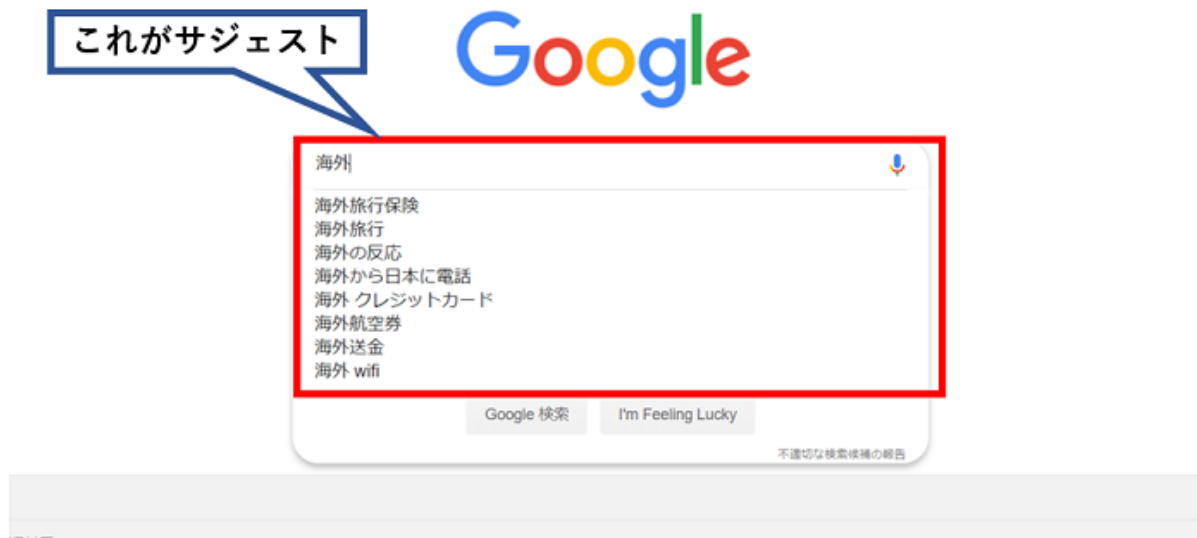 これがサジェスト
Google
海外
海外旅行保険
海外旅行
海外の反応
海外から日本に電話
海外 クレジットカード
海外航空券
海外送金
海外 wifi
Google 検索
I'm Feeling Lucky
不適切な検索候補の報告